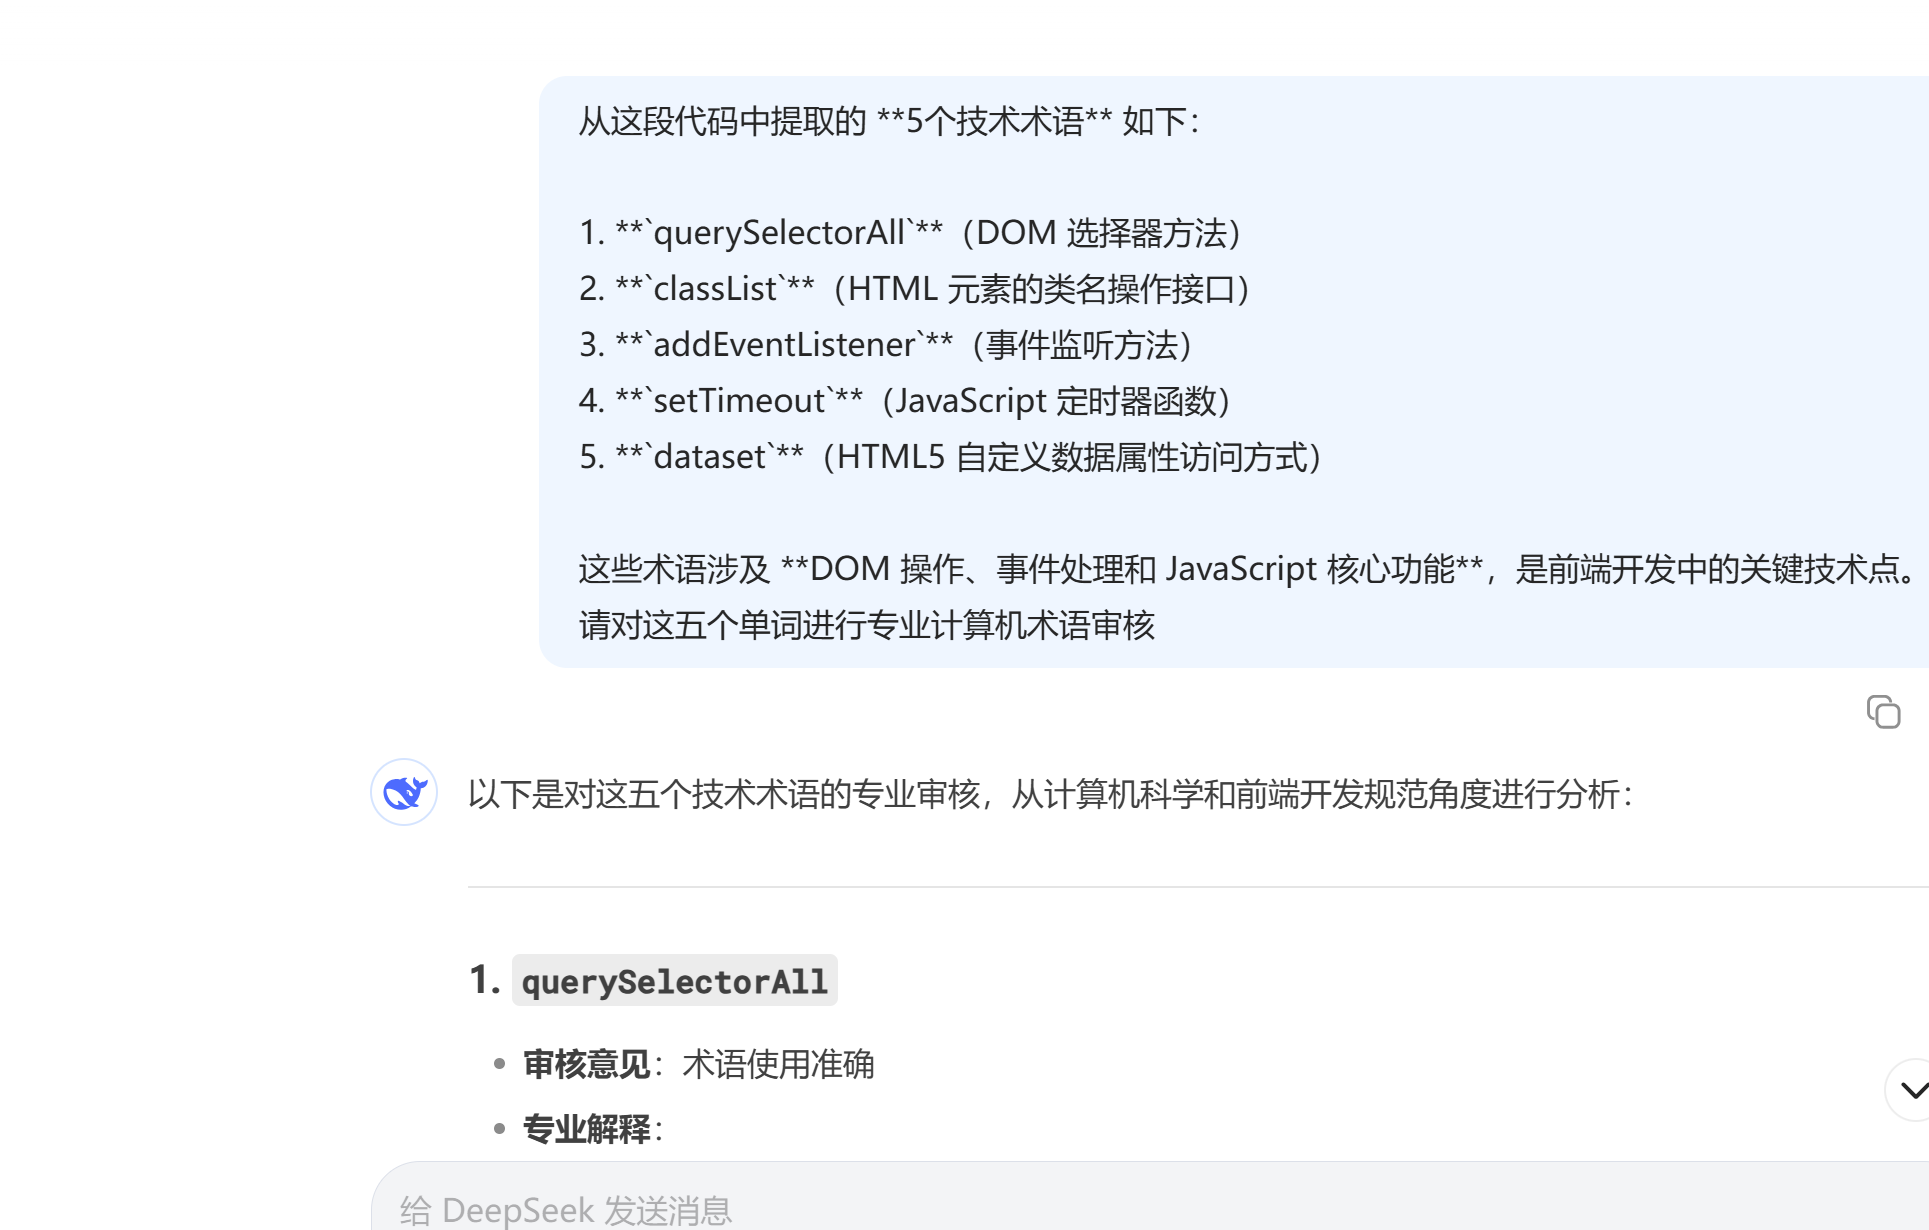 从这段代码中提取的 **5个技术术语** 如下：
1. **`querySelectorAll`**（DOM 选择器方法）
2. **`classList`**（HTML 元素的类名操作接口）
3. **`addEventListener`**（事件监听方法）
4. **`setTimeout`**（JavaScript 定时器函数）
5. **`dataset`**（HTML5 自定义数据属性访问方式）
这些术语涉及 **DOM 操作、事件处理和 JavaScript 核心功能**，是前端开发中的关键技术点。
请对这五个单词进行专业计算机术语审核
以下是对这五个技术术语的专业审核，从计算机科学和前端开发规范角度进行分析：
1. querySelectorAll
审核意见：术语使用准确
专业解释：
给 DeepSeek 发送消息